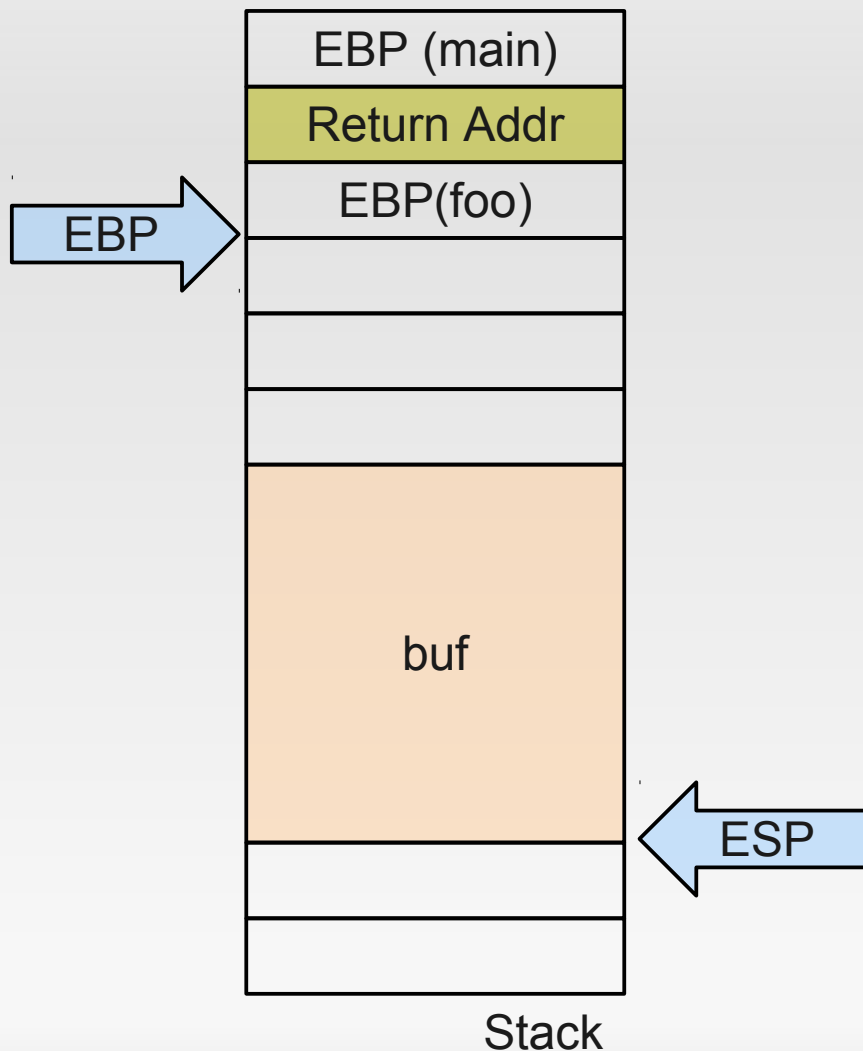 EBP (main)
Return Addr
EBP(foo)
EBP
buf
ESP
Stack